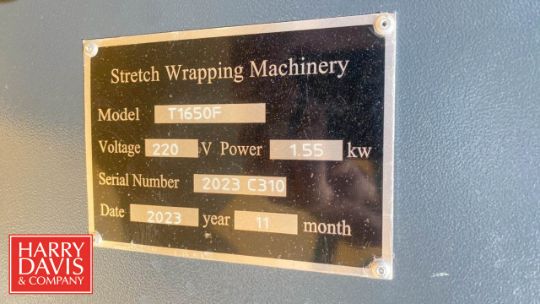 Stretch Wrapping Machinery
Model T1650F
Voltage 220 V Power 1.55 kw
Serial Number 2023 C310
Date 2023 year 11 month
HARRY
DAVIS
& COMPANY